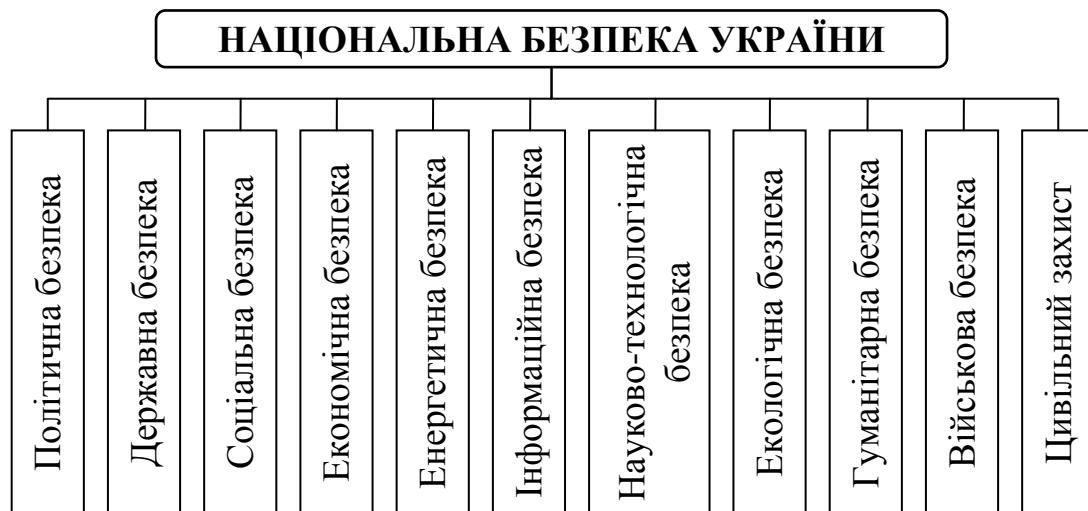 НАЦІОНАЛЬНА БЕЗПЕКА УКРАЇНИ
Політична безпека
Державна безпека
Соціальна безпека
Економічна безпека
Енергетична безпека
Інформаційна безпека
Науково-технологічна
безпека
Екологічна безпека
Гуманітарна безпека
Військова безпека
Цивільний захист